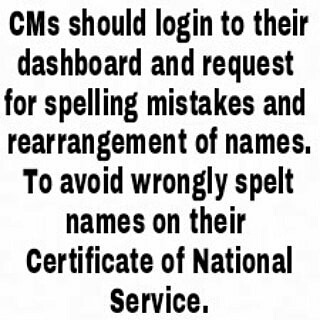 CMs should login to their
dashboard and request
for spelling mistakes and
rearrangement of names.
To avoid wrongly spelt
names on their
Certificate of National
Service.